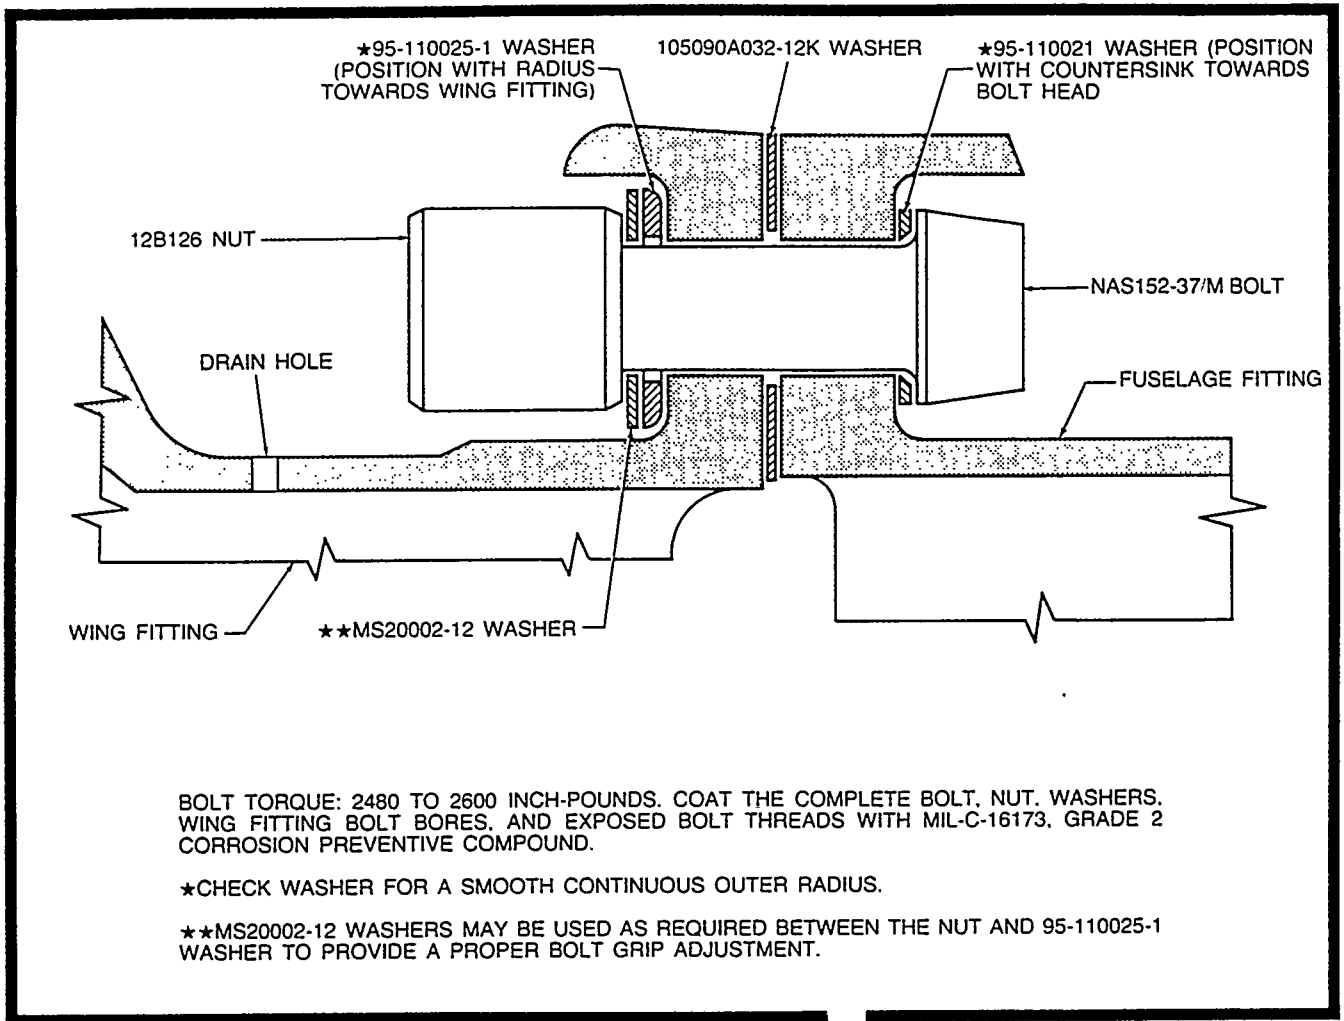 ★95-110025-1 WASHER
(POSITION WITH RADIUS
TOWARDS WING FITTING)
105090A032-12K WASHER
★95-110021 WASHER (POSITION
WITH COUNTERSINK TOWARDS
BOLT HEAD
12B126 NUT
NAS152-37/M BOLT
DRAIN HOLE
FUSELAGE FITTING
WING FITTING
★★MS20002-12 WASHER
BOLT TORQUE: 2480 TO 2600 INCH-POUNDS. COAT THE COMPLETE BOLT, NUT. WASHERS.
WING FITTING BOLT BORES, AND EXPOSED BOLT THREADS WITH MIL-C-16173, GRADE 2
CORROSION PREVENTIVE COMPOUND.
★CHECK WASHER FOR A SMOOTH CONTINUOUS OUTER RADIUS.
★★MS20002-12 WASHERS MAY BE USED AS REQUIRED BETWEEN THE NUT AND 95-110025-1
WASHER TO PROVIDE A PROPER BOLT GRIP ADJUSTMENT.